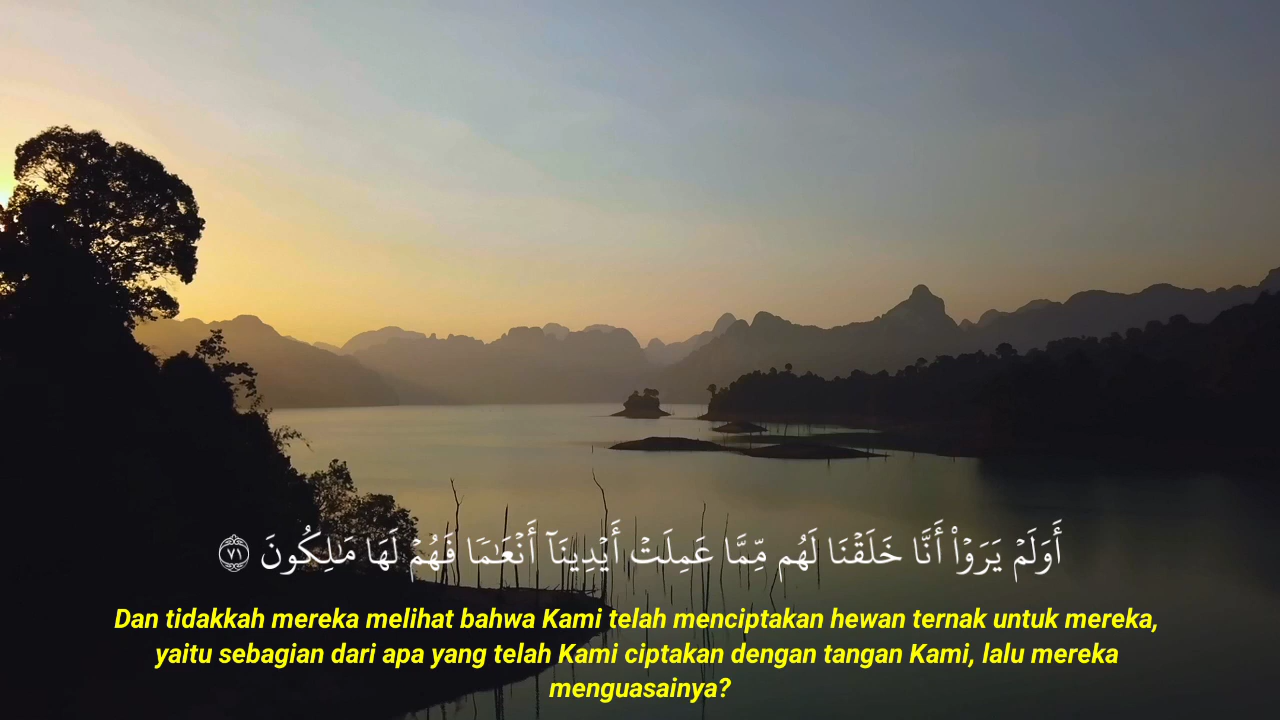 أَوَلَمۡ يَرَوۡاْ أَنَّا خَلَقۡنَا لَهُم مِّمَّا عَمِلَتۡ أَيۡدِينَآ أَنۡعَٰمٗا فَهُمۡ لَهَا مَٰلِكُونَ ٧١
Dan tidakkah mereka melihat bahwa Kami telah menciptakan hewan ternak untuk mereka,
yaitu sebagian dari apa yang telah Kami ciptakan dengan tangan Kami, lalu mereka
menguasainya?